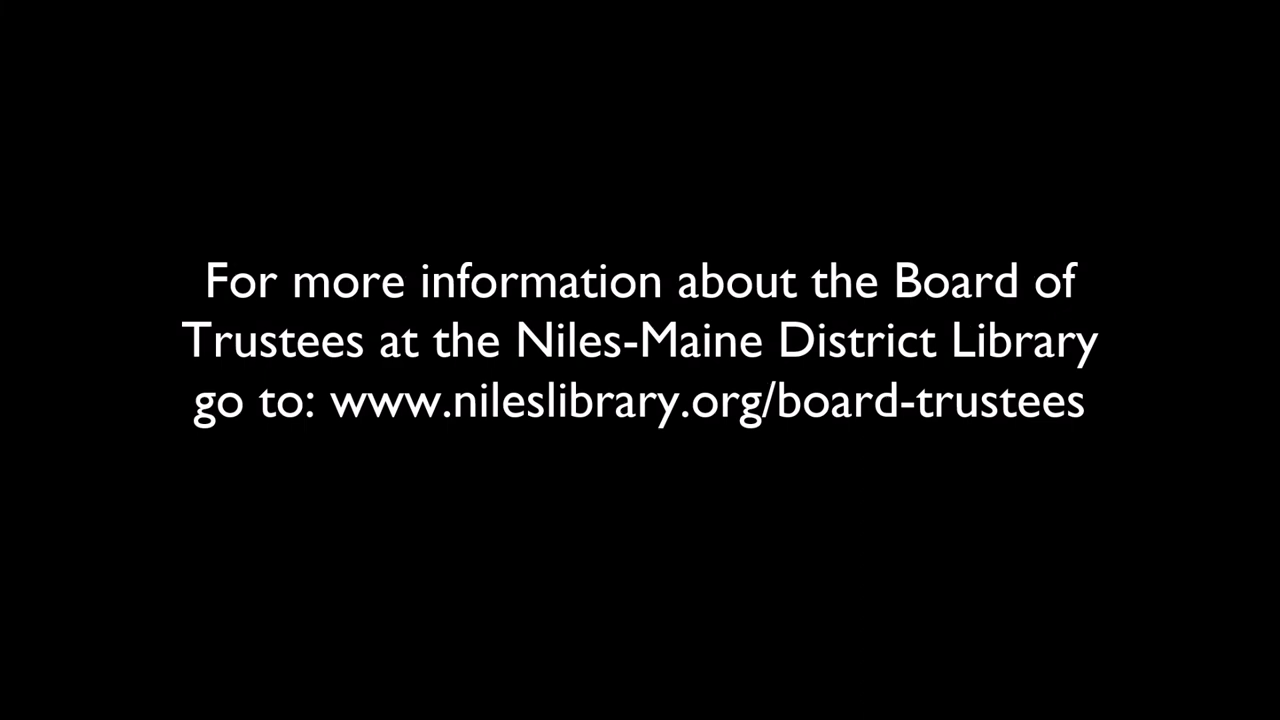 For more information about the Board of
Trustees at the Niles-Maine District Library
go to: www.nileslibrary.org/board-trustees